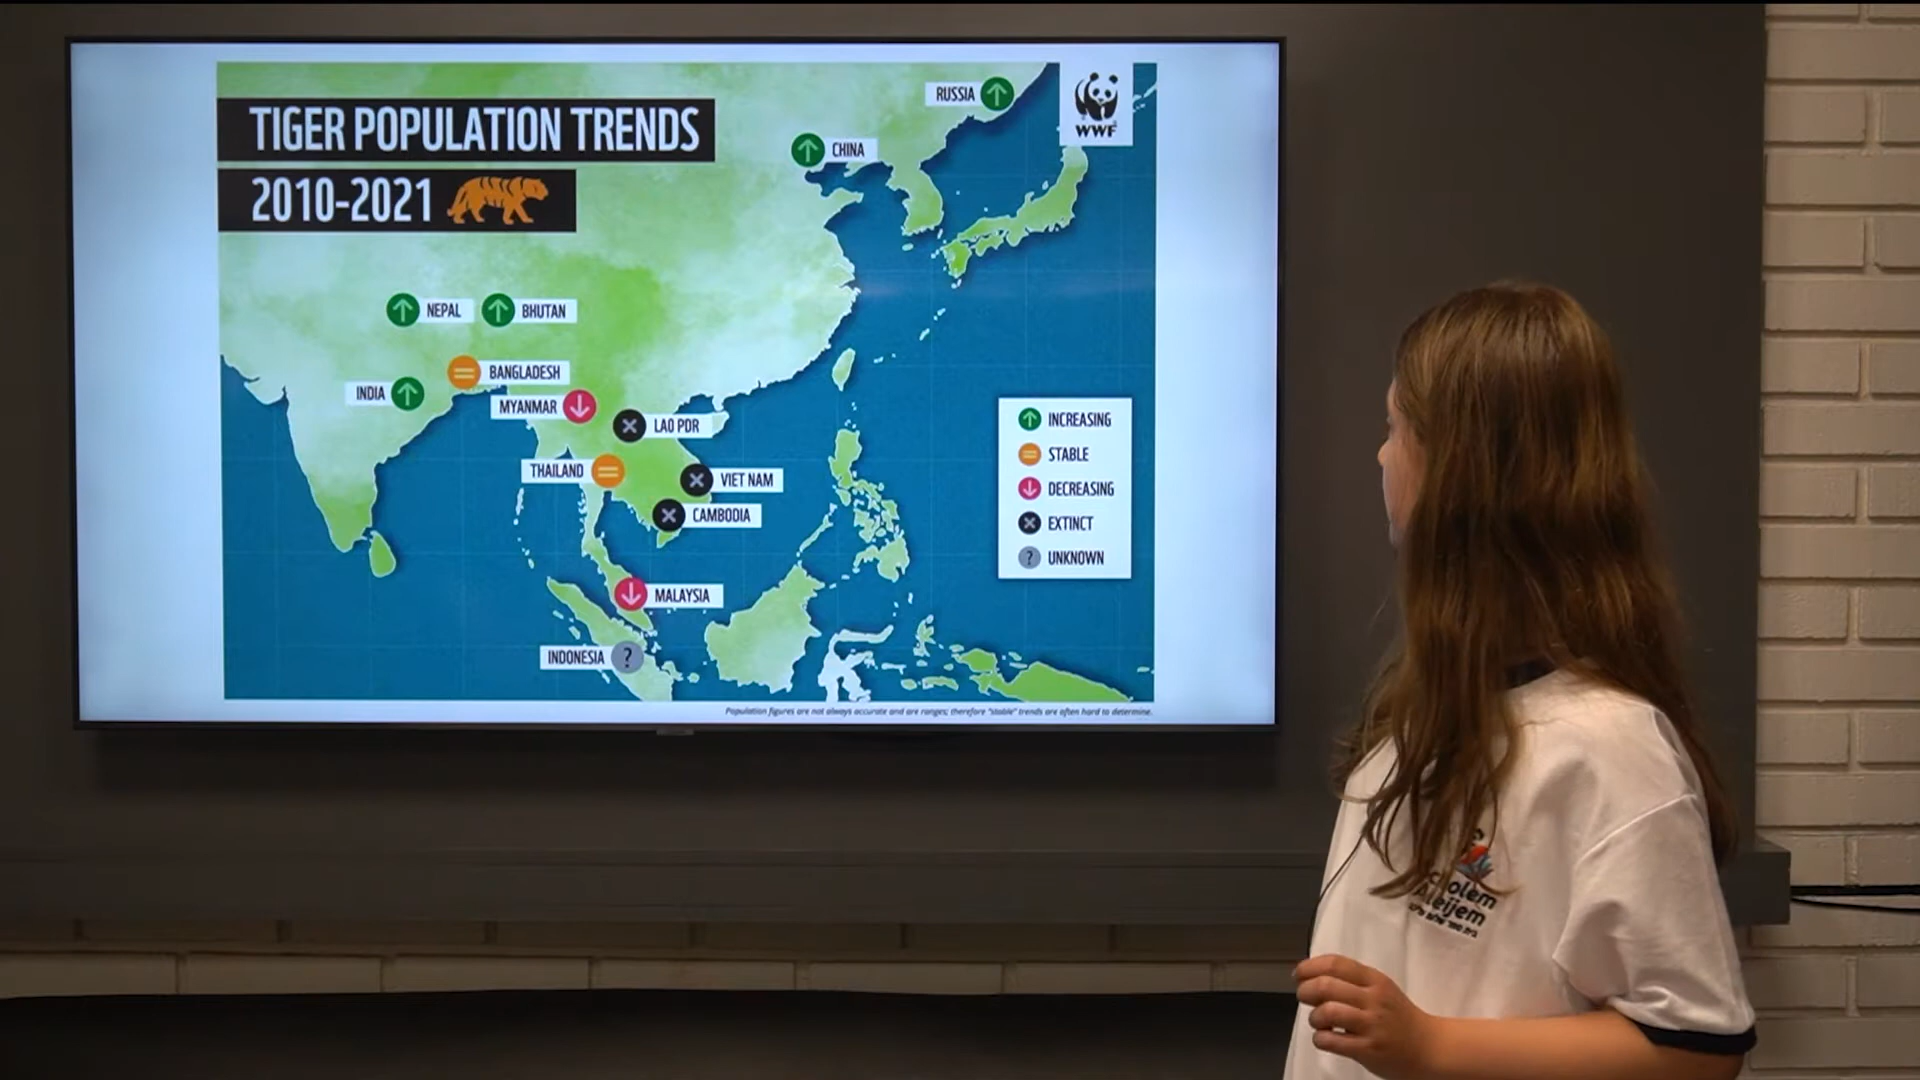 TIGER POPULATION TRENDS
2010-2021
RUSSIA
WWF
CHINA
NEPAL
BHUTAN
BANGLADESH
INDIA
MYANMAR
LAO PDR
THAILAND
VIET NAM
CAMBODIA
MALAYSIA
INDONESIA
?
INCREASING
STABLE
DECREASING
EXTINCT
? UNKNOWN
Population figures are not always accurate and are ranges; therefore "stable" trends are often hard to determine.
Scholem
Aleijem